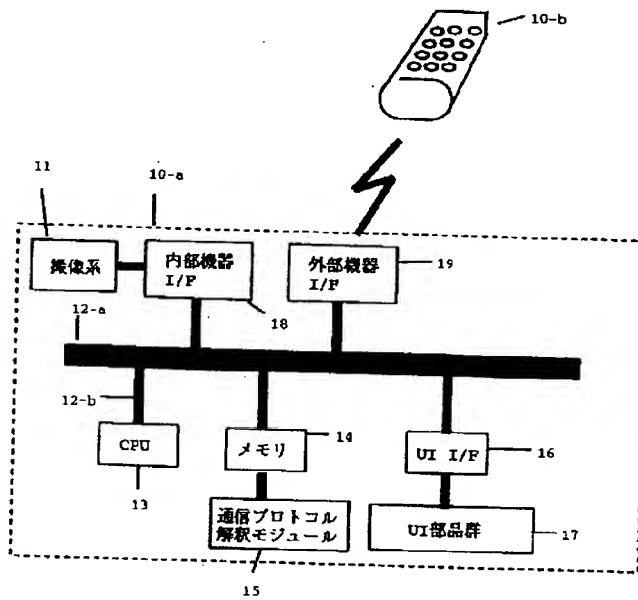 10-b
11
10-a
撮像系
内部機器
I/F
外部機器
I/F
19
18
12-a
12-b
CPU
13
メモリ
14
UI I/F
16
通信プロトコル
解釈モジュール
15
UI部品群
17